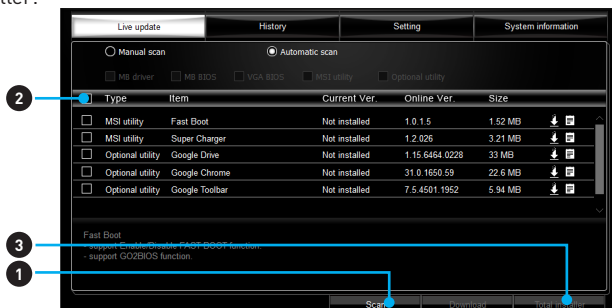 tter:
Live update History Setting System information
Manual scan Automatic scan
MB driver MB BIOS VGA BIOS MSI utility Optional utility
2
Type Item Current Ver. Online Ver. Size
MSI utility Fast Boot Not installed 1.0.1.5 1.52 MB
MSI utility Super Charger Not installed 1.2.026 3.21 MB
Optional utility Google Drive Not installed 1.15.6464.0228 33 MB
Optional utility Google Chrome Not installed 31.0.1650.59 22.6 MB
Optional utility Google Toolbar Not installed 7.5.4501.1952 5.94 MB
Fast Boot
3
- support Enable/Disable FAST BOOT function.
- support GO2BIOS function.
1
Scan Download Total installer